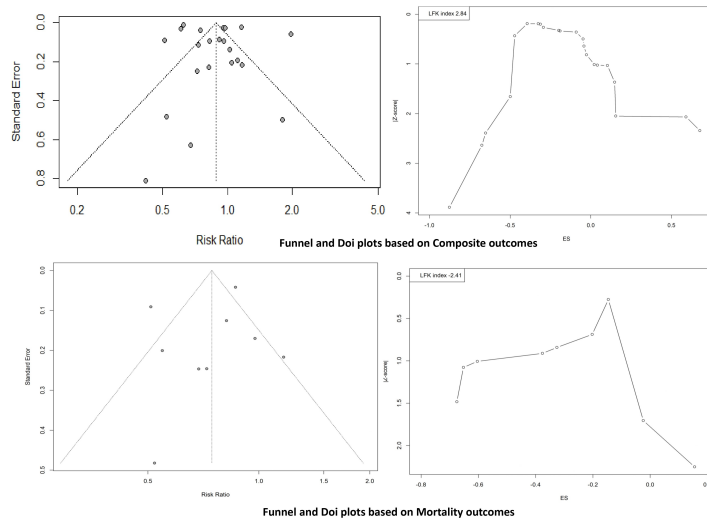 Standard Error
0.0
0.2
0.4
0.6
0.8
0.2 0.5 1.0 2.0 5.0
Risk Ratio
LFK index 2.84
|Z-score|
0
1
2
3
4
-1.0 -0.5 0.0 0.5
ES
Funnel and Doi plots based on Composite outcomes
Standard Error
0.0
0.1
0.2
0.3
0.4
0.5
0.5 1.0 1.5 2.0
Risk Ratio
LFK index -2.41
|Z-score|
0.0
0.5
1.0
1.5
2.0
-0.8 -0.6 -0.4 -0.2 0.0
ES
Funnel and Doi plots based on Mortality outcomes